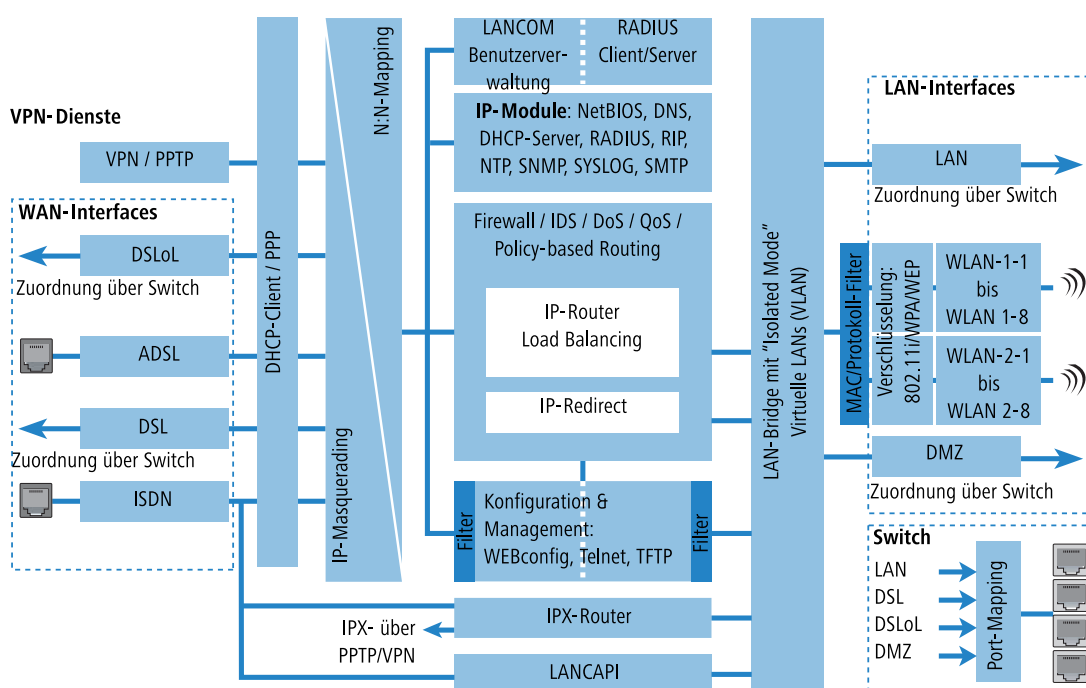 VPN-Dienste
VPN / PPTP
WAN-Interfaces
DSLoL
Zuordnung über Switch
ADSL
DSL
Zuordnung über Switch
ISDN
DHCP-Client / PPP
IP-Masquerading
N:N-Mapping
LANCOM
Benutzerver-
waltung
RADIUS
Client/Server
IP-Module: NetBIOS, DNS,
DHCP-Server, RADIUS, RIP,
NTP, SNMP, SYSLOG, SMTP
Firewall / IDS / DoS / QoS /
Policy-based Routing
IP-Router
Load Balancing
IP-Redirect
Filter
Konfiguration &
Management:
WEBconfig, Telnet, TFTP
Filter
IPX-Router
IPX- über
PPTP/VPN
LANCAPI
LAN-Bridge mit "Isolated Mode"
Virtuelle LANs (VLAN)
LAN-Interfaces
LAN
Zuordnung über Switch
MAC/Protokoll-Filter
Verschlüsselung:
802.11i/WPA/WEP
WLAN-1-1
bis
WLAN 1-8
WLAN-2-1
bis
WLAN 2-8
DMZ
Zuordnung über Switch
Switch
LAN
DSL
DSLoL
DMZ
Port-Mapping